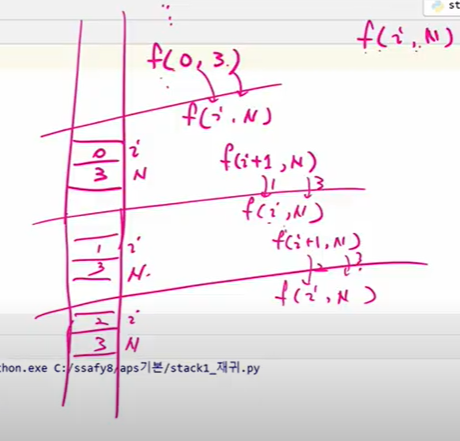 st
f(i, N)
f(0, 3)
f(i, N)
0 i
3 N
f(i+1, N)
1 3
f(i, N)
1 i
3 N
f(i+1, N)
2 3
f(i, N)
2 i
3 N
thon.exe C:/ssafy8/aps기본/stack1_재귀.py